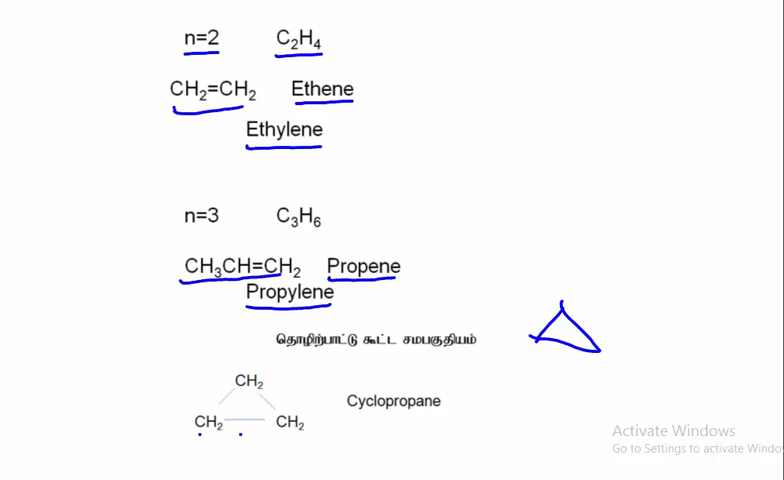 n=2 C₂H₄
CH₂=CH₂ Ethene
Ethylene
n=3 C₃H₆
CH₃CH=CH₂ Propene
Propylene
தொழிற்பாட்டு கூட்ட சமபகுதியம்
CH₂
Cyclopropane
CH₂ CH₂
Activate Windows
Go to Settings to activate Windo